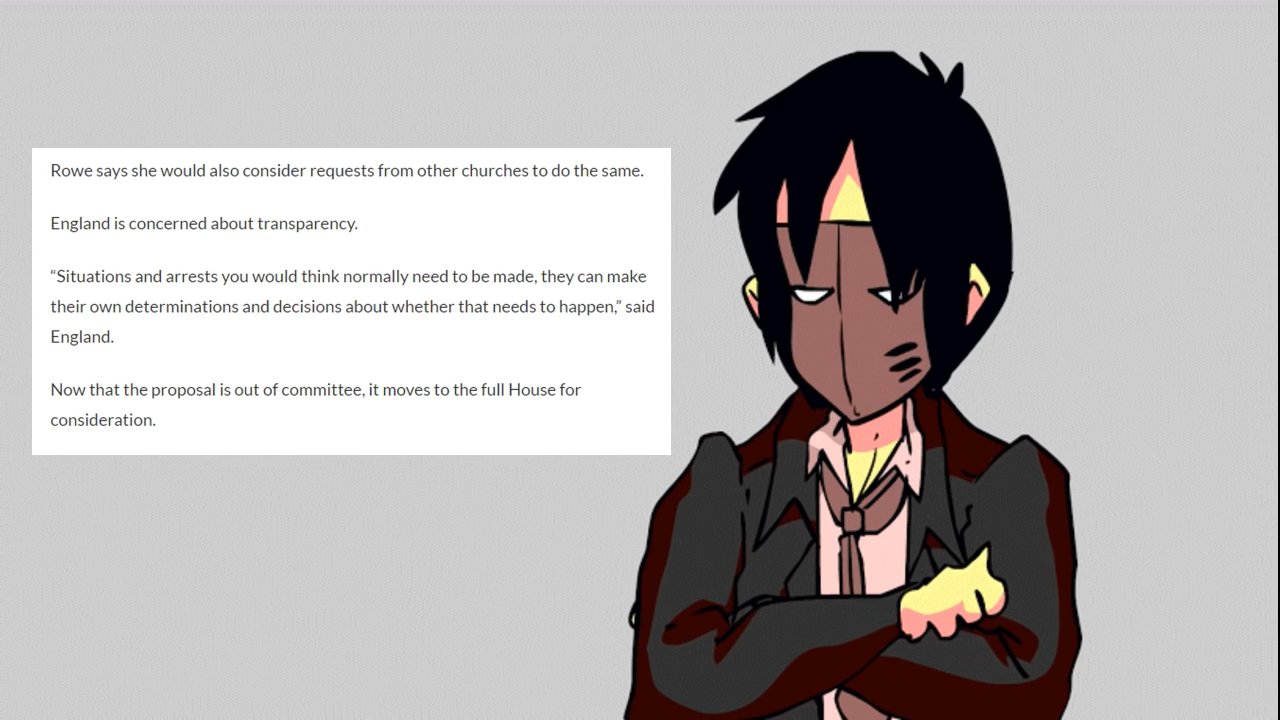 Rowe says she would also consider requests from other churches to do the same.
England is concerned about transparency.
“Situations and arrests you would think normally need to be made, they can make
their own determinations and decisions about whether that needs to happen,” said
England.
Now that the proposal is out of committee, it moves to the full House for
consideration.